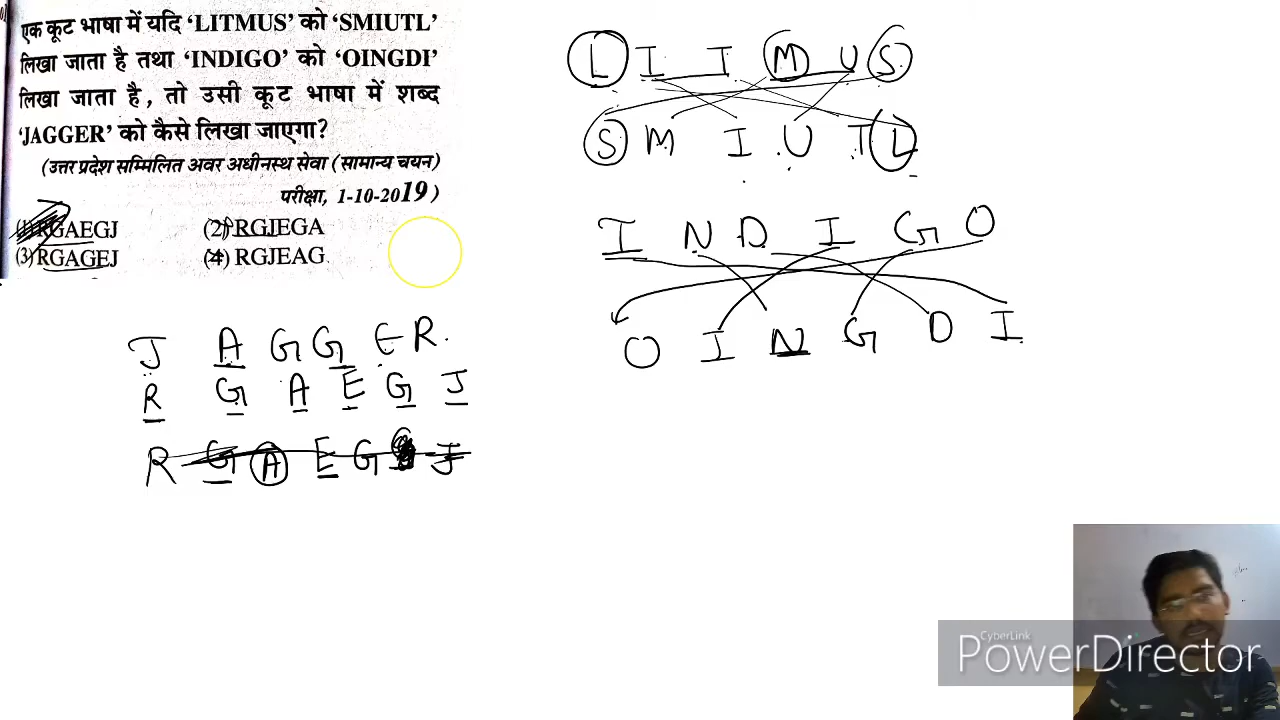 एक कूट भाषा में यदि 'LITMUS' को 'SMIUTL'
लिखा जाता है तथा 'INDIGO' को 'OINGDI'
लिखा जाता है, तो उसी कूट भाषा में शब्द
'JAGGER' को कैसे लिखा जाएगा?
(उत्तर प्रदेश सम्मिलित अवर अधीनस्थ सेवा (सामान्य चयन)
परीक्षा, 1-10-2019)
(1) RGAEGJ (2) RGJEGA
(3) RGAGEJ (4) RGJEAG
L I T M U S
S M I U T L
I N D I G O
O I N G D I
J A G G E R.
R G A E G J
R G A E G J
CyberLink
PowerDirector